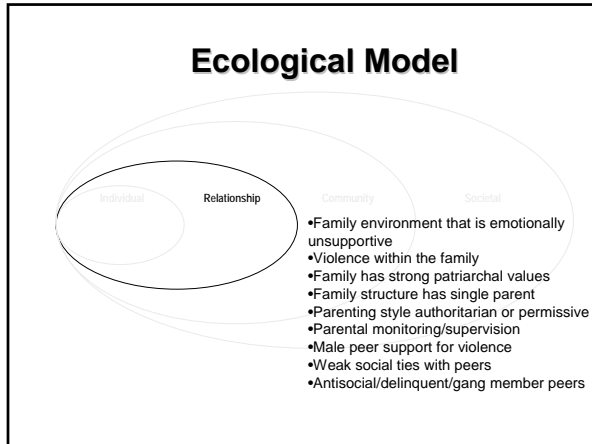 Ecological Model
Individual Relationship Community Societal
•Family environment that is emotionally
unsupportive
•Violence within the family
•Family has strong patriarchal values
•Family structure has single parent
•Parenting style authoritarian or permissive
•Parental monitoring/supervision
•Male peer support for violence
•Weak social ties with peers
•Antisocial/delinquent/gang member peers